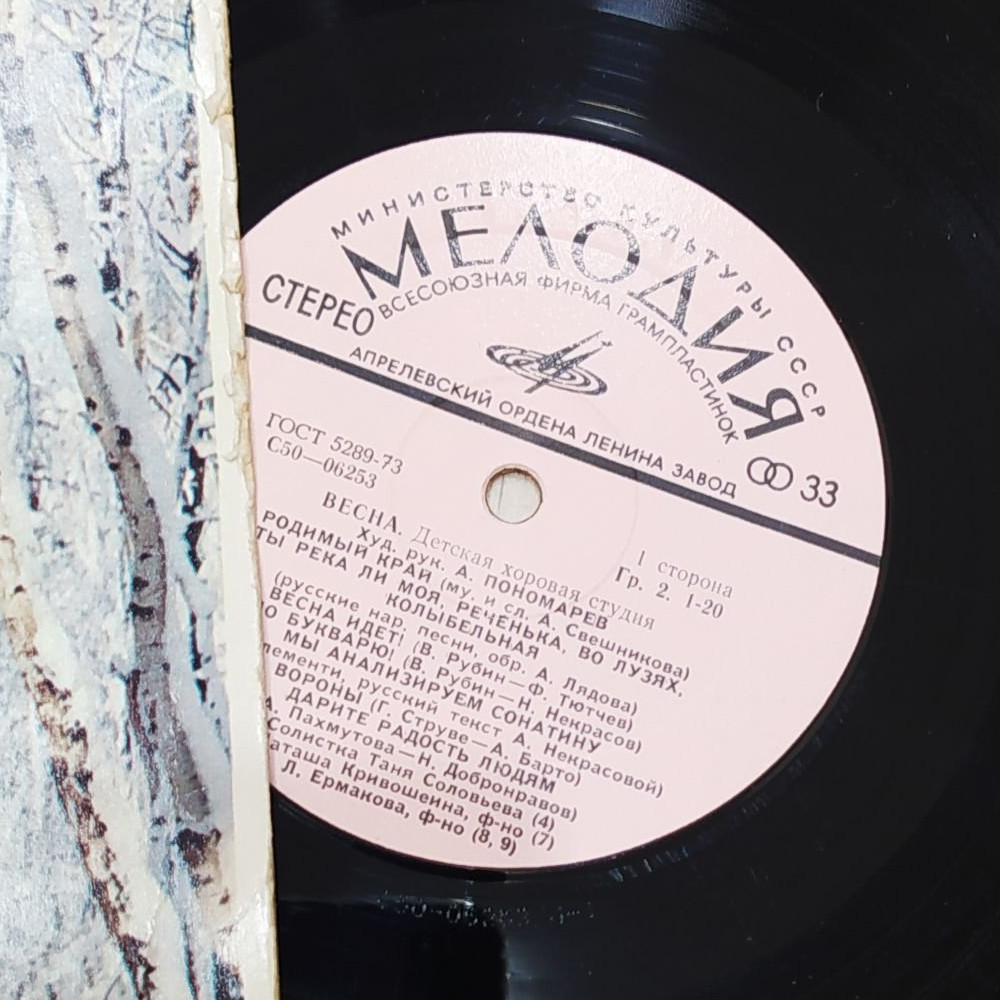 МИНИСТЕРСТВО КУЛЬТУРЫ СССР
МЕЛОДИЯ
ВСЕСОЮЗНАЯ ФИРМА ГРАМПЛАСТИНОК
СТЕРЕО
АПРЕЛЕВСКИЙ ОРДЕНА ЛЕНИНА ЗАВОД
33
ГОСТ 5289-73
С50—06253
1 сторона
Гр. 2. 1-20
ВЕСНА. Детская хоровая студия
Худ. рук. А. ПОНОМАРЕВ
РОДИМЫЙ КРАЙ (му. и сл. А. Свешникова)
ТЫ РЕКА ЛИ МОЯ, РЕЧЕНЬКА, ВО ЛУЗЯХ,
КОЛЫБЕЛЬНАЯ
(русские нар. песни, обр. А. Лядова)
ВЕСНА ИДЕТ! (В. Рубин—Ф. Тютчев)
БУКВАРЮ! (В. Рубин—Н. Некрасов)
МЫ АНАЛИЗИРУЕМ СОНАТИНУ
русский текст А. Некрасовой)
ВОРОНЫ (Г. Струве—А. Барто)
ДАРИТЕ РАДОСТЬ ЛЮДЯМ
А. Пахмутова—Н. Добронравов)
Солистка Таня Соловьева (4)
Кривошеина, ф-но (7)
Л. Ермакова, ф-но (8, 9)